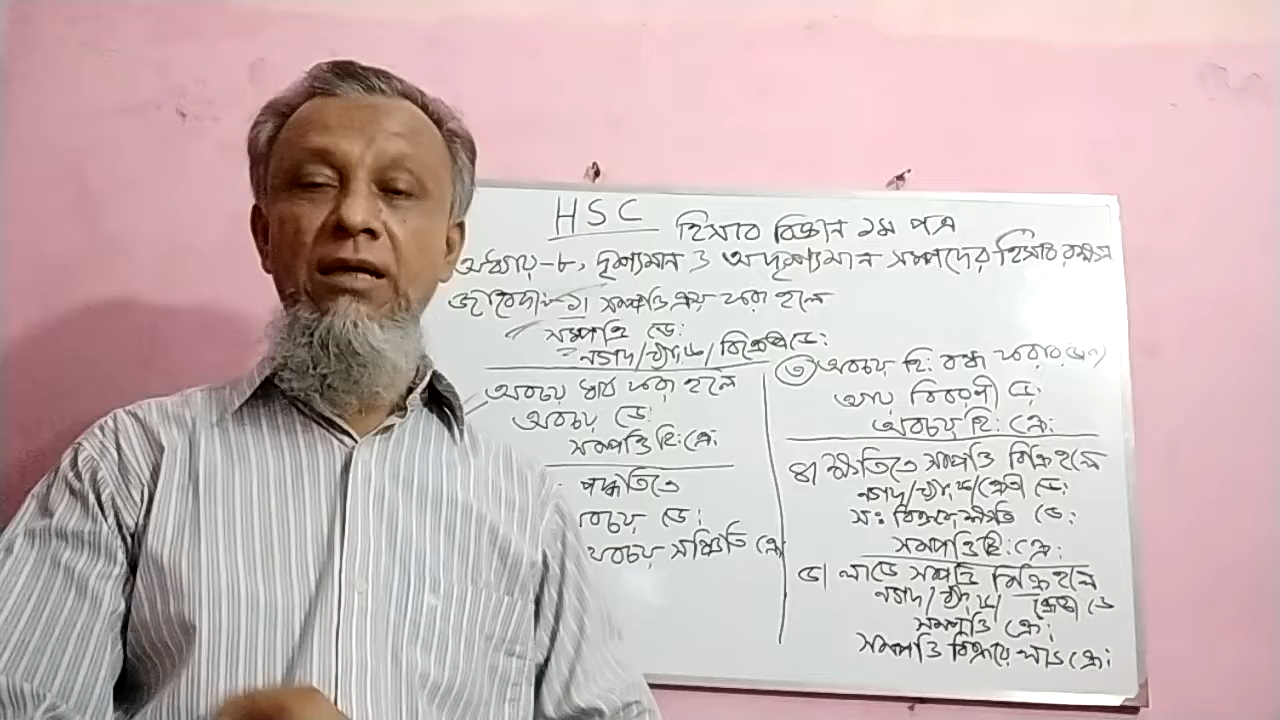 HSC হিসাব বিজ্ঞান ১ম পত্র
অধ্যায়-৮, দৃশ্যমান ও অদৃশ্যমান সম্পদের হিসাব রক্ষণ
জাবেদা- ১। সম্পত্তি ক্রয় করা হলে
সম্পত্তি ডে:
নগদ/ব্যাংক/বিক্রেতা ক্রে:
অবচয় ধার্য করা হলে
অবচয় ডে:
সম্পত্তি হি: ক্রে:
পদ্ধতিতে
বচয় ডে:
অবচয় সঞ্চিতি ক্রে
৩ অবচয় হি: বন্ধ করার জন্য
আয় বিবরণী ডে:
অবচয় হি: ক্রে:
৪। ক্ষতিতে সম্পত্তি বিক্রি হলে
নগদ/ব্যাংক/ক্রেতা ডে:
স: বিক্রয়ে ক্ষতি ডে:
সম্পত্তি হি: ক্রে:
৫। লাভে সম্পত্তি বিক্রি হলে
নগদ/ব্যাংক/ ক্রেতা ডে
সম্পত্তি ক্রে:
সম্পত্তি বিক্রয়ে লাভ ক্রে: